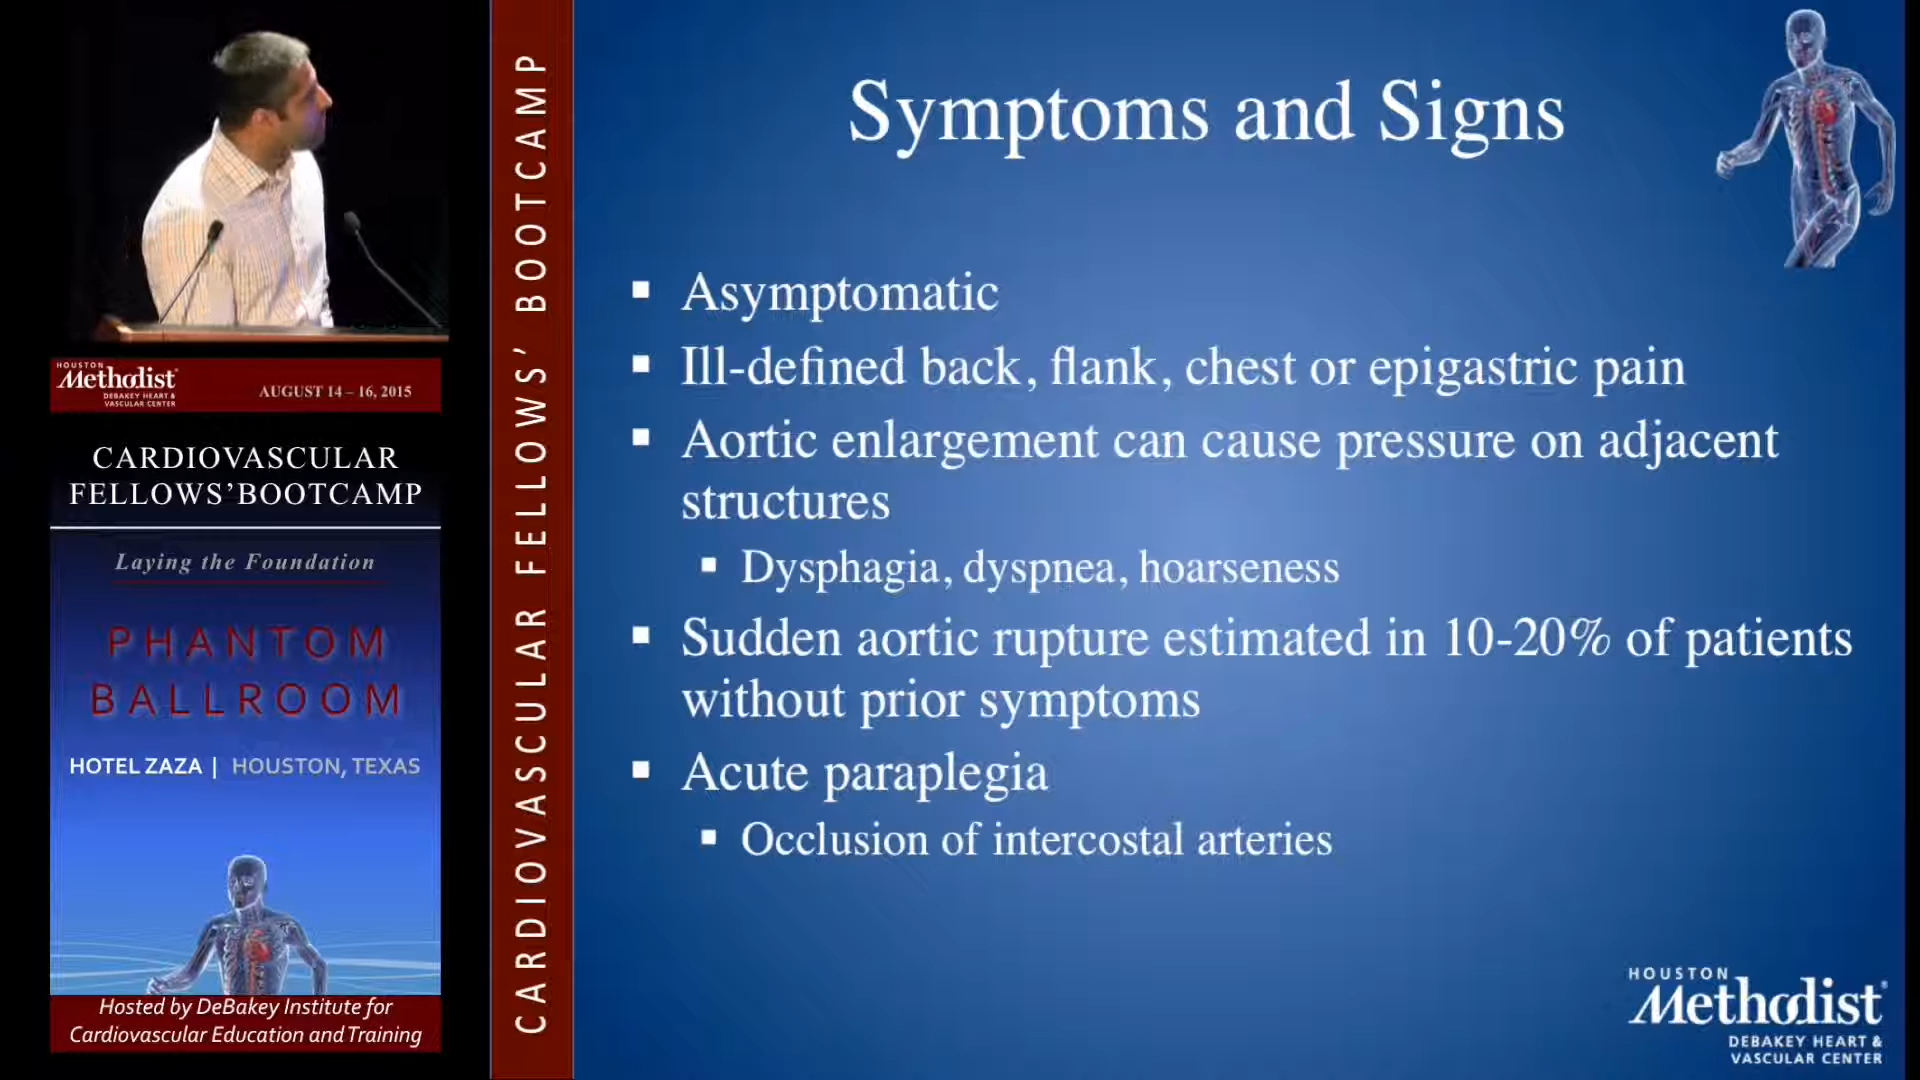 HOUSTON
Methodist
DEBAKEY HEART &
VASCULAR CENTER
AUGUST 14 – 16, 2015
CARDIOVASCULAR
FELLOWS'BOOTCAMP
Laying the Foundation
PHANTOM
BALLROOM
HOTEL ZAZA | HOUSTON, TEXAS
Hosted by DeBakey Institute for
Cardiovascular Education and Training
CARDIOVASCULAR FELLOWS' BOOTCAMP
Symptoms and Signs
▪ Asymptomatic
▪ Ill-defined back, flank, chest or epigastric pain
▪ Aortic enlargement can cause pressure on adjacent
structures
▪ Dysphagia, dyspnea, hoarseness
▪ Sudden aortic rupture estimated in 10-20% of patients
without prior symptoms
▪ Acute paraplegia
▪ Occlusion of intercostal arteries
HOUSTON
Methodist
DEBAKEY HEART &
VASCULAR CENTER